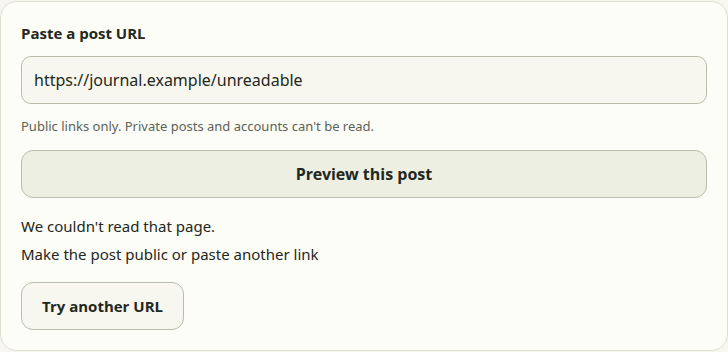 Paste a post URL
https://journal.example/unreadable
Public links only. Private posts and accounts can't be read.
Preview this post
We couldn't read that page.
Make the post public or paste another link
Try another URL